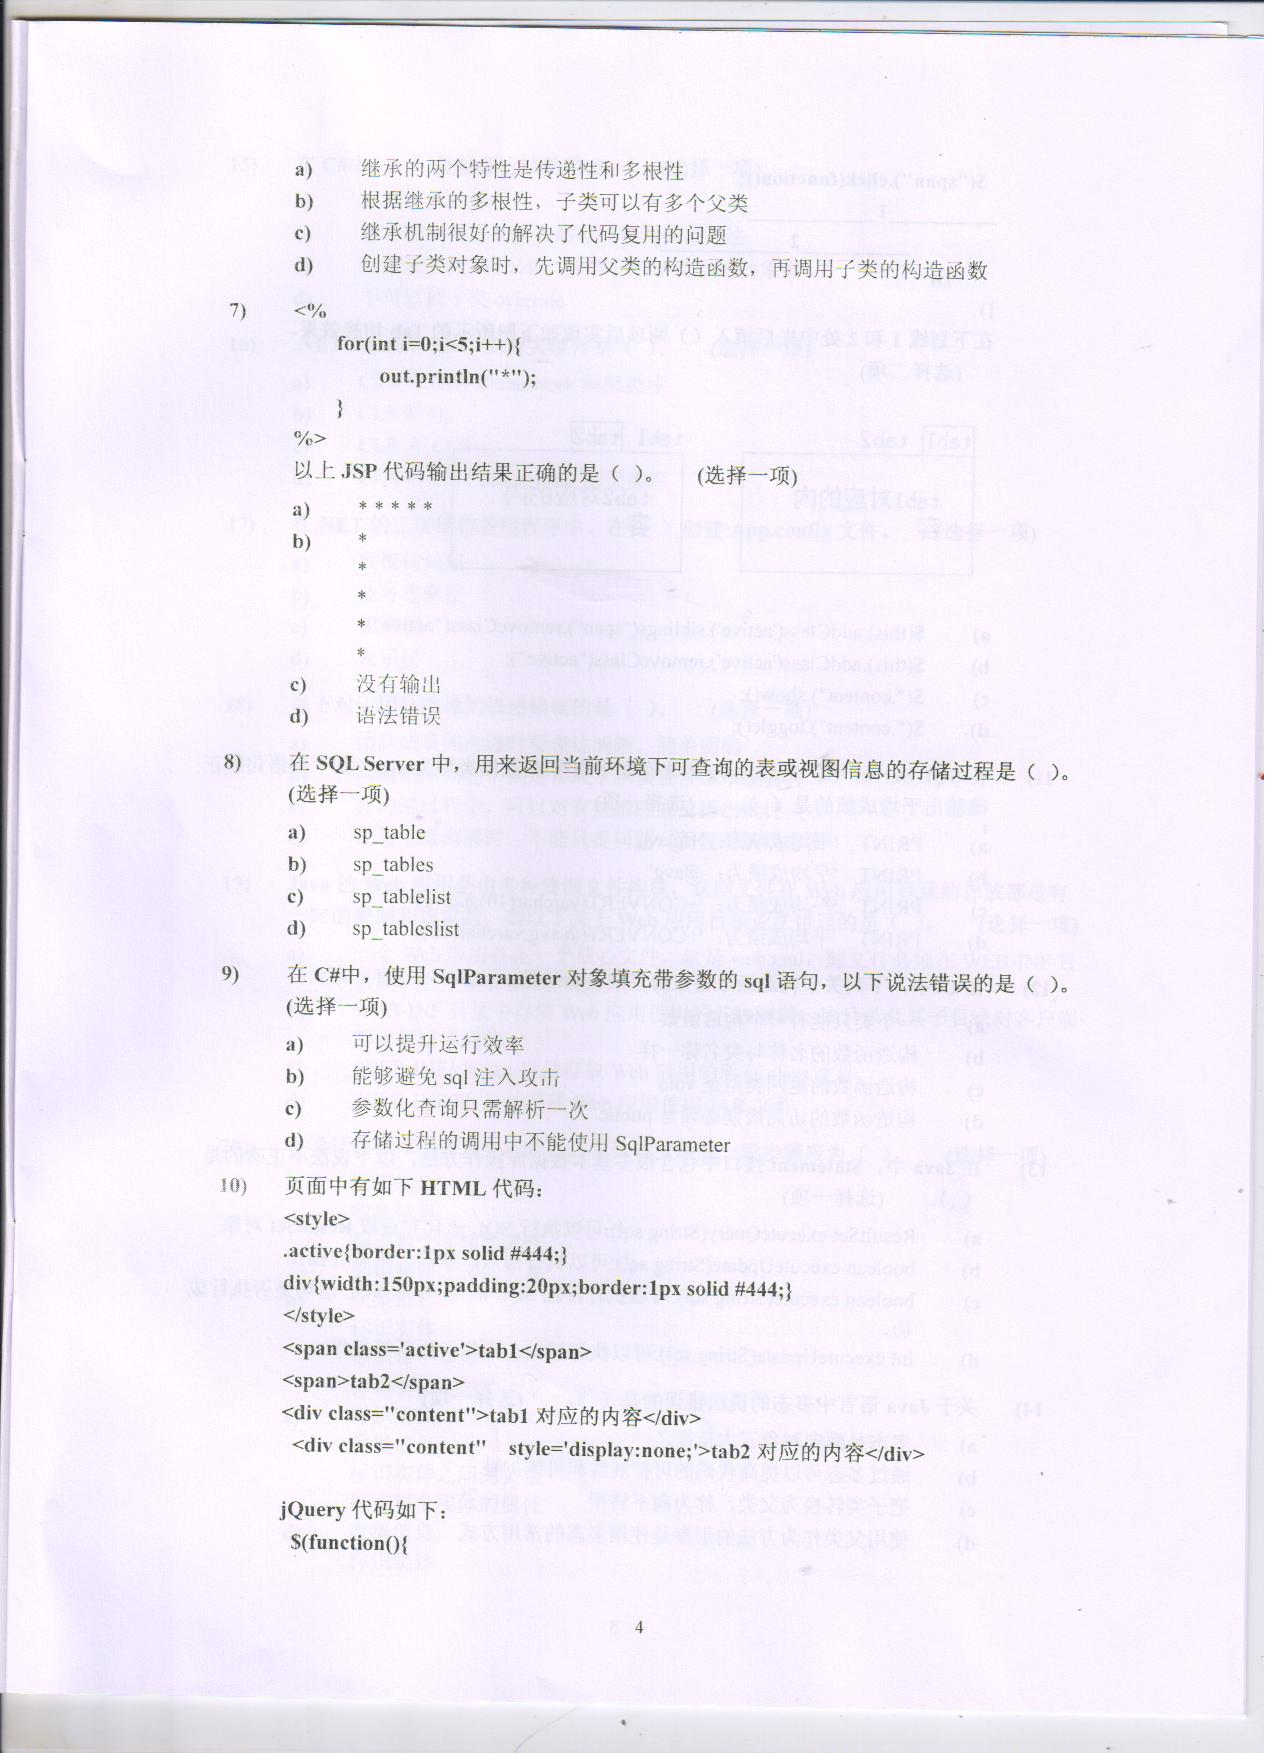 a) 继承的两个特性是传递性和多根性
b) 根据继承的多根性，子类可以有多个父类
c) 继承机制很好的解决了代码复用的问题
d) 创建子类对象时，先调用父类的构造函数，再调用子类的构造函数
7) <%
for(int i=0;i<5;i++){
out.println("*");
}
%>
以上 JSP 代码输出结果正确的是（ ）。 (选择一项)
a) * * * * *
b) *
*
*
*
*
c) 没有输出
d) 语法错误
8) 在 SQL Server 中，用来返回当前环境下可查询的表或视图信息的存储过程是（ ）。
(选择一项)
a) sp_table
b) sp_tables
c) sp_tablelist
d) sp_tableslist
9) 在 C#中，使用 SqlParameter 对象填充带参数的 sql 语句，以下说法错误的是（ ）。
(选择一项)
a) 可以提升运行效率
b) 能够避免 sql 注入攻击
c) 参数化查询只需解析一次
d) 存储过程的调用中不能使用 SqlParameter
10) 页面中有如下 HTML 代码：
<style>
.active{border:1px solid #444;}
div{width:150px;padding:20px;border:1px solid #444;}
</style>
<span class='active'>tab1</span>
<span>tab2</span>
<div class="content">tab1 对应的内容</div>
<div class="content" style='display:none;'>tab2 对应的内容</div>
jQuery 代码如下：
$(function(){
4